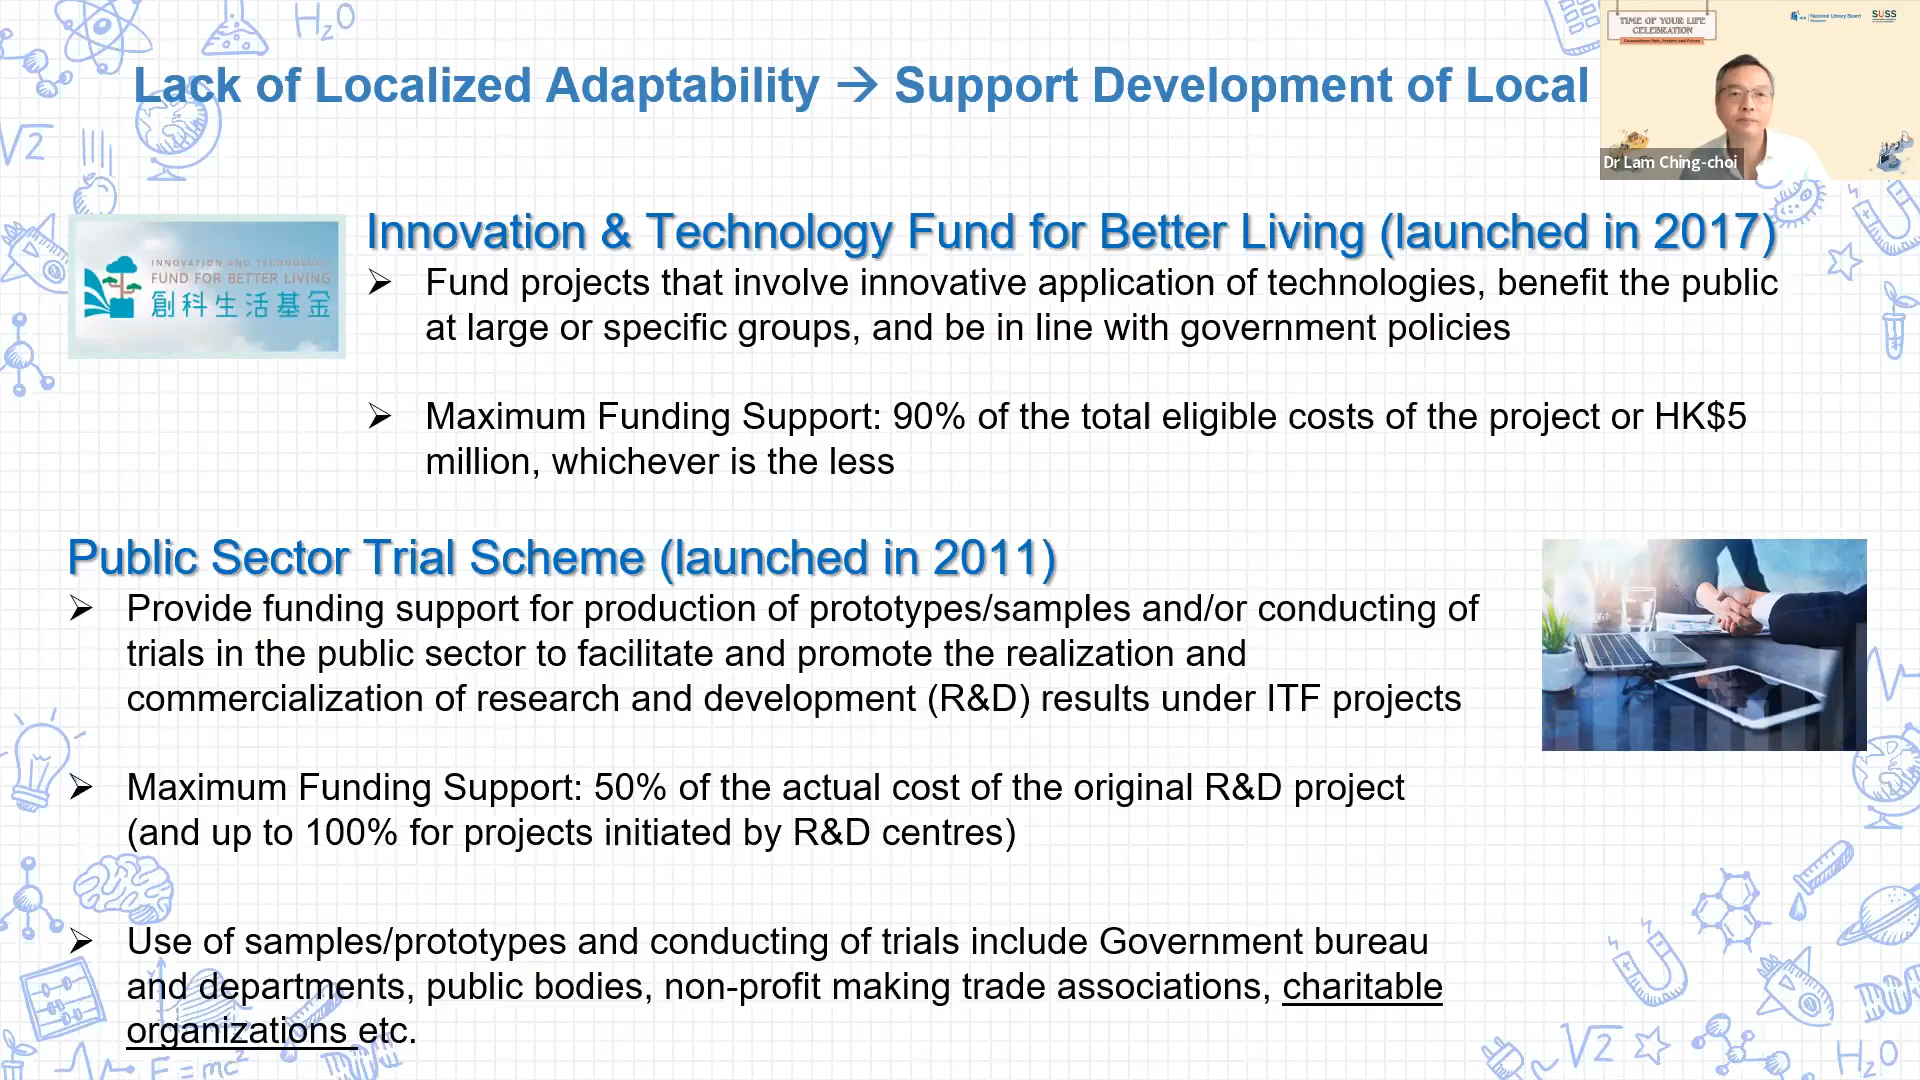 Lack of Localized Adaptability → Support Development of Local
TIME OF YOUR LIFE
CELEBRATION
National Library Board
SUSS
Dr Lam Ching-choi
INNOVATION AND TECHNOLOGY
FUND FOR BETTER LIVING
創科生活基金
Innovation & Technology Fund for Better Living (launched in 2017)
➢ Fund projects that involve innovative application of technologies, benefit the public
at large or specific groups, and be in line with government policies
➢ Maximum Funding Support: 90% of the total eligible costs of the project or HK$5
million, whichever is the less
Public Sector Trial Scheme (launched in 2011)
➢ Provide funding support for production of prototypes/samples and/or conducting of
trials in the public sector to facilitate and promote the realization and
commercialization of research and development (R&D) results under ITF projects
➢ Maximum Funding Support: 50% of the actual cost of the original R&D project
(and up to 100% for projects initiated by R&D centres)
➢ Use of samples/prototypes and conducting of trials include Government bureau
and departments, public bodies, non-profit making trade associations, charitable
organizations etc.
H₂O
√2
F=mc²
√2
H₂O